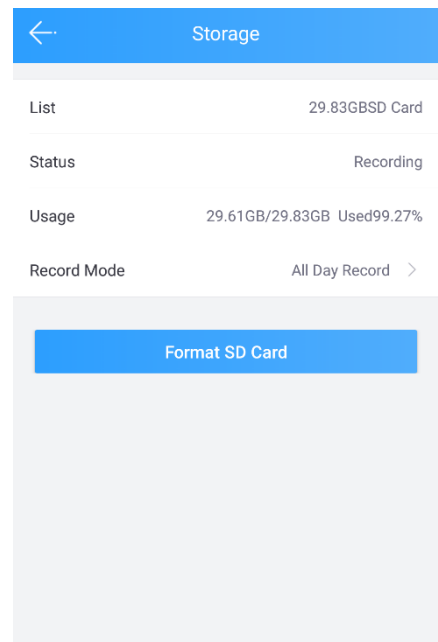 Storage
List 29.83GBSD Card
Status Recording
Usage 29.61GB/29.83GB Used99.27%
Record Mode All Day Record
Format SD Card